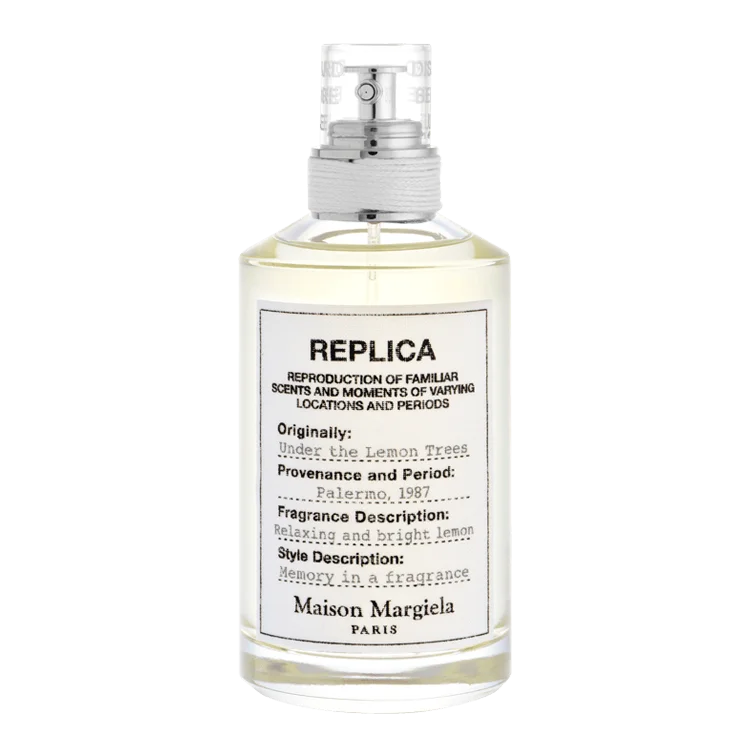 REPLICA
REPRODUCTION OF FAMILIAR
SCENTS AND MOMENTS OF VARYING
LOCATIONS AND PERIODS
Originally:
Under the Lemon Trees
Provenance and Period:
Palermo, 1987
Fragrance Description:
Relaxing and bright lemon
Style Description:
Memory in a fragrance
Maison Margiela
PARIS